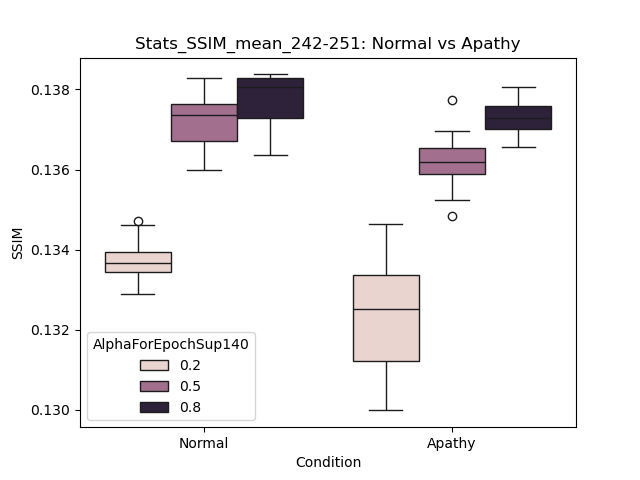 Stats_SSIM_mean_242-251: Normal vs Apathy
0.138
0.136
0.134
0.132
0.130
SSIM
AlphaForEpochSup140
0.2
0.5
0.8
Normal
Apathy
Condition